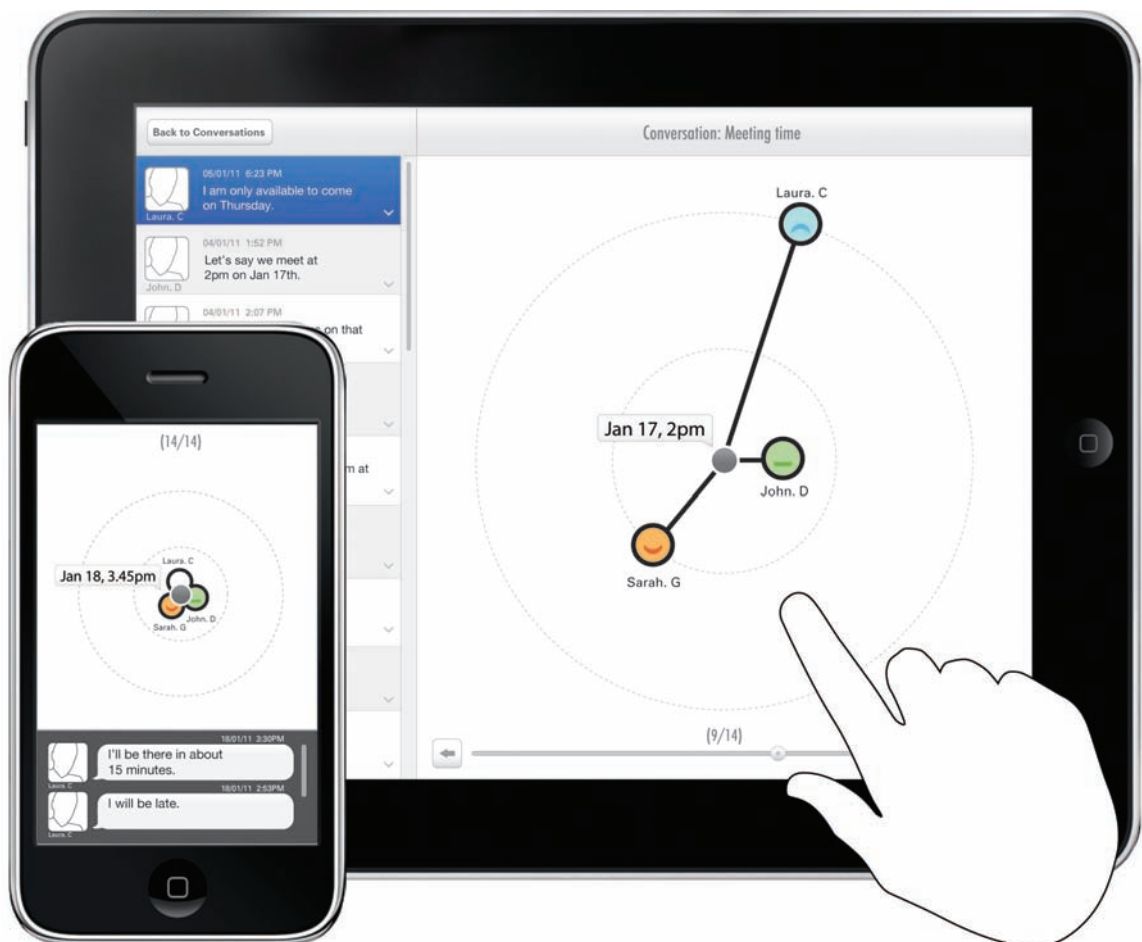 Back to Conversations
Conversation: Meeting time
05/01/11 6:23 PM
I am only available to come
on Thursday.
Laura. C
04/01/11 1:52 PM
Let's say we meet at
2pm on Jan 17th.
John. D
04/01/11 2:07 PM
s on that
m at
Laura. C
Jan 17, 2pm
John. D
Sarah. G
(9/14)
(14/14)
Laura. C
Jan 18, 3.45pm
John. D
Sarah. G
18/01/11 3:30PM
I'll be there in about
15 minutes.
Laura. C
18/01/11 2:53PM
I will be late.
Laura. C